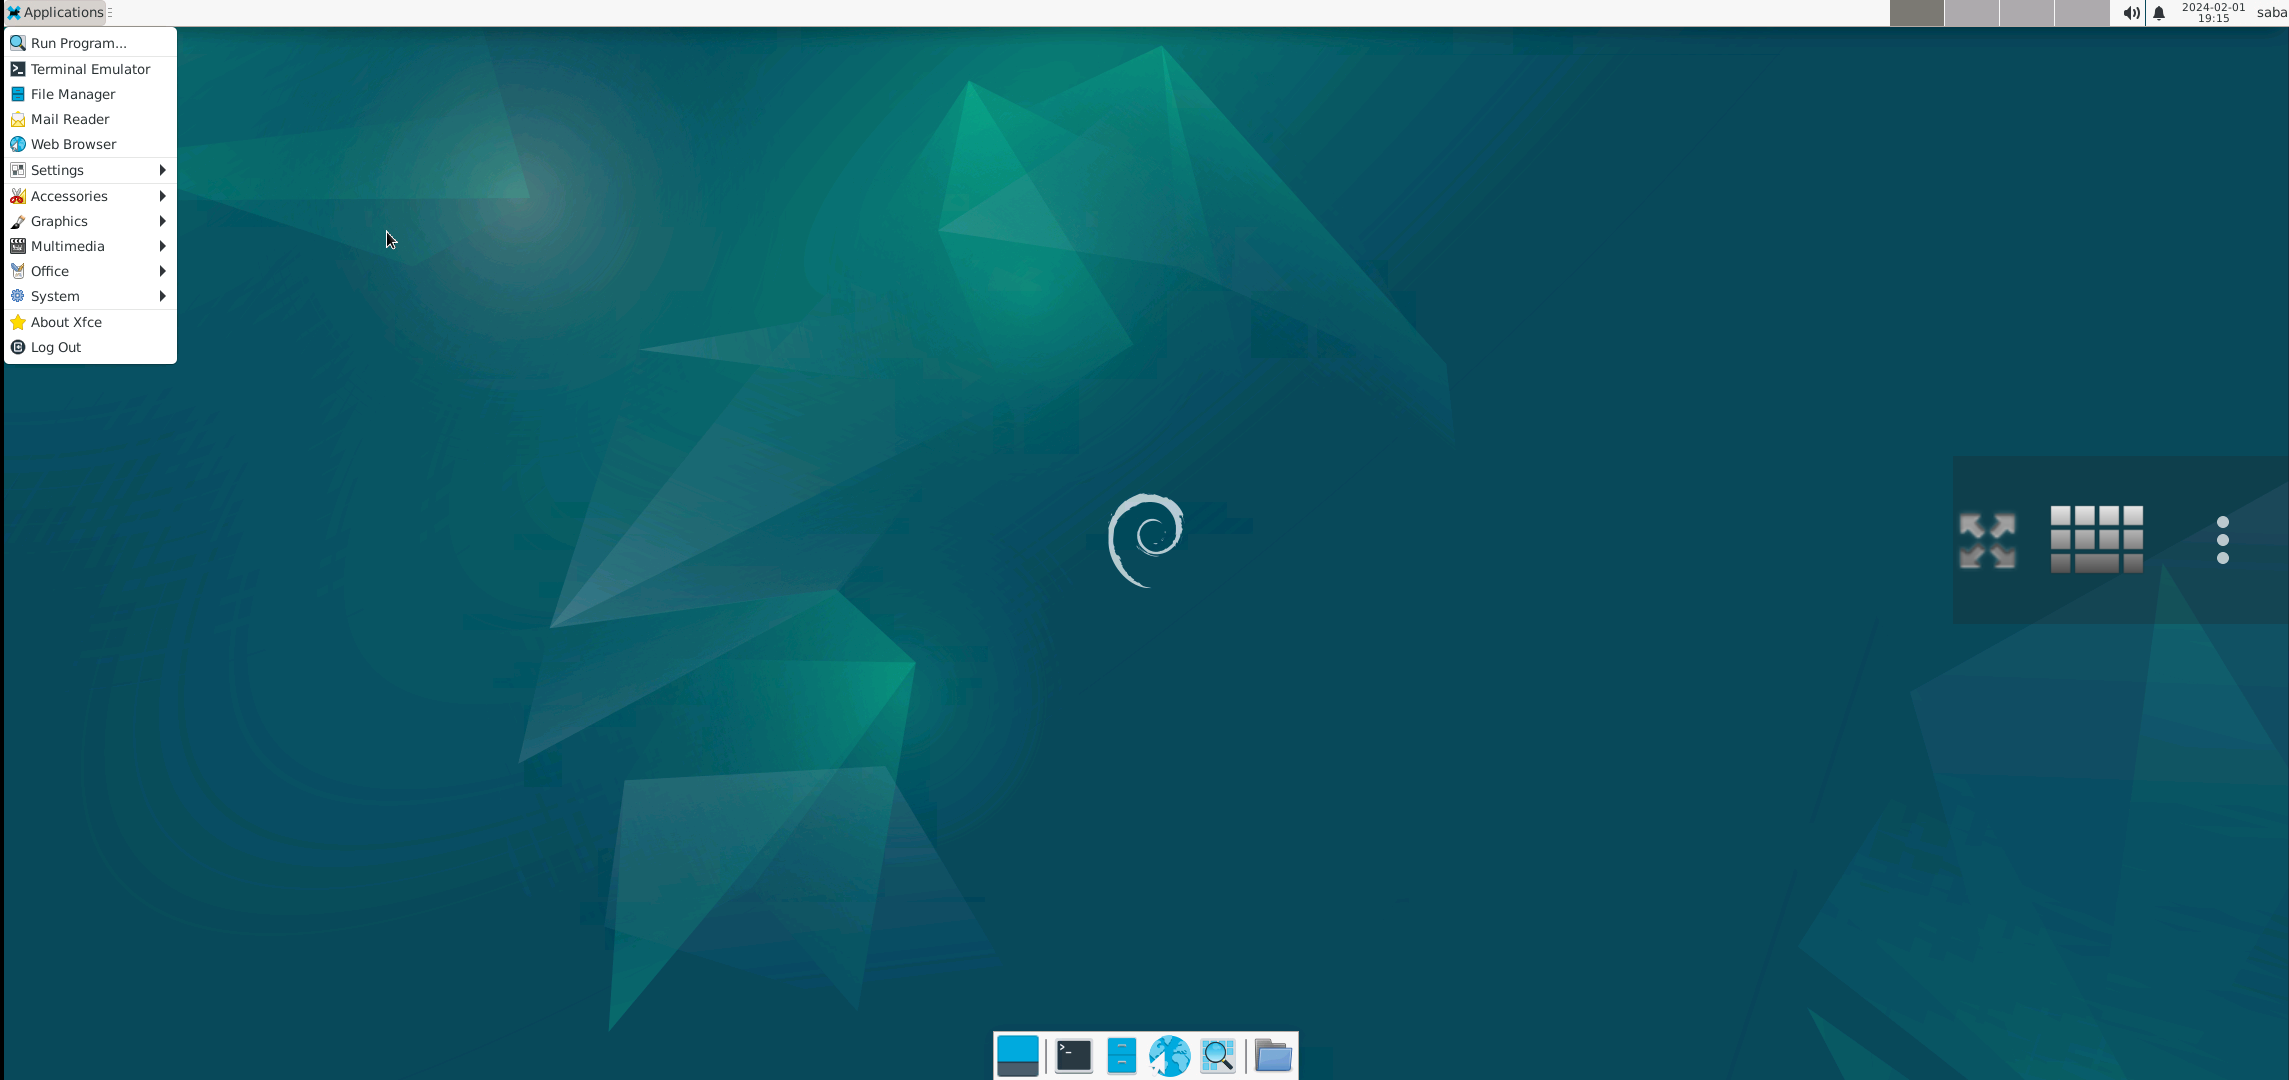 Applications
2024-02-01
19:15
saba
Run Program...
Terminal Emulator
File Manager
Mail Reader
Web Browser
Settings
Accessories
Graphics
Multimedia
Office
System
About Xfce
Log Out